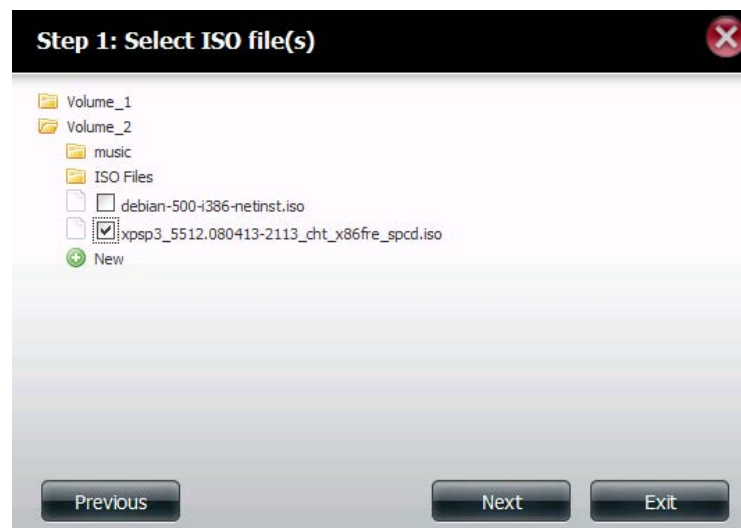 Step 1: Select ISO file(s)
Volume_1
Volume_2
music
ISO Files
debian-500-i386-netinst.iso
xpsp3_5512.080413-2113_cht_x86fre_spcd.iso
New
Previous
Next
Exit